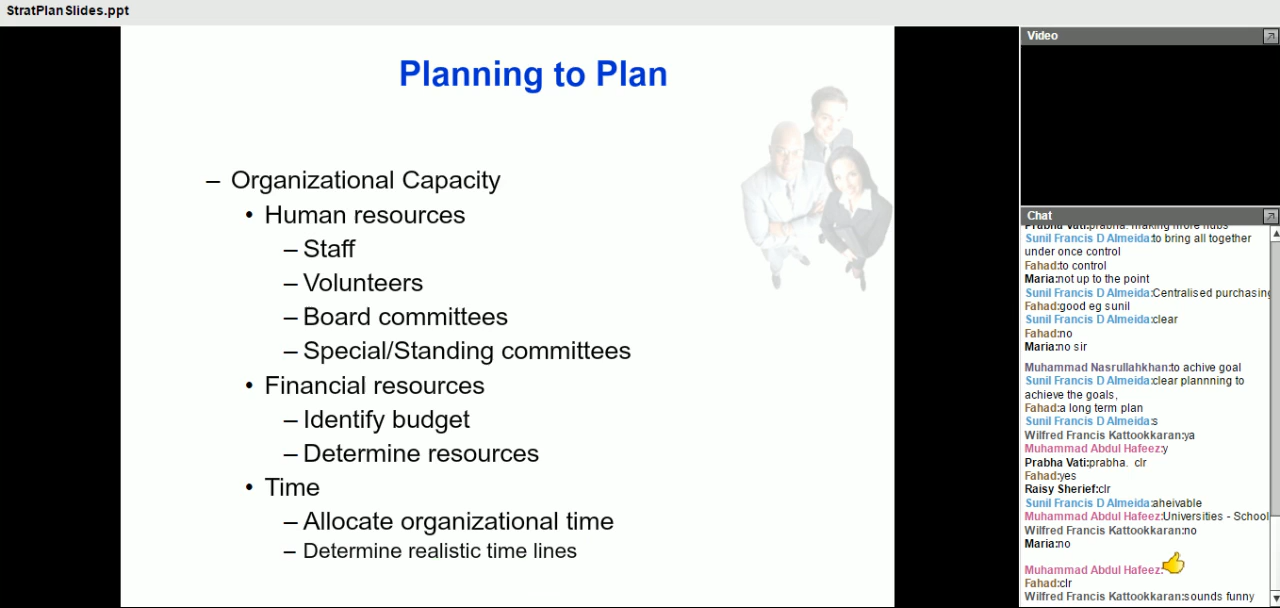 StratPlanSlides.ppt
Planning to Plan
– Organizational Capacity
• Human resources
– Staff
– Volunteers
– Board committees
– Special/Standing committees
• Financial resources
– Identify budget
– Determine resources
• Time
– Allocate organizational time
– Determine realistic time lines
Video
Chat
Prabha Vati:prabha. making more hubs
Sunil Francis D Almeida:to bring all together
under once control
Fahad:to control
Maria:not up to the point
Sunil Francis D Almeida:Centralised purchasing
Fahad:good eg sunil
Sunil Francis D Almeida:clear
Fahad:no
Maria:no sir
Muhammad Nasrullahkhan:to achive goal
Sunil Francis D Almeida:clear plannning to
achieve the goals,
Fahad:a long term plan
Sunil Francis D Almeida:s
Wilfred Francis Kattookkaran:ya
Muhammad Abdul Hafeez:y
Prabha Vati:prabha. clr
Fahad:yes
Raisy Sherief:clr
Sunil Francis D Almeida:aheivable
Muhammad Abdul Hafeez:Universities - School
Wilfred Francis Kattookkaran:no
Maria:no
Muhammad Abdul Hafeez:
Fahad:clr
Wilfred Francis Kattookkaran:sounds funny